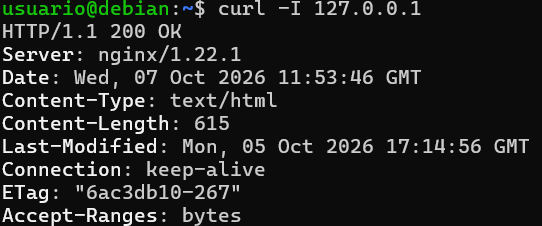 usuario@debian:~$ curl -I 127.0.0.1
HTTP/1.1 200 OK
Server: nginx/1.22.1
Date: Wed, 07 Oct 2026 11:53:46 GMT
Content-Type: text/html
Content-Length: 615
Last-Modified: Mon, 05 Oct 2026 17:14:56 GMT
Connection: keep-alive
ETag: "6ac3db10-267"
Accept-Ranges: bytes